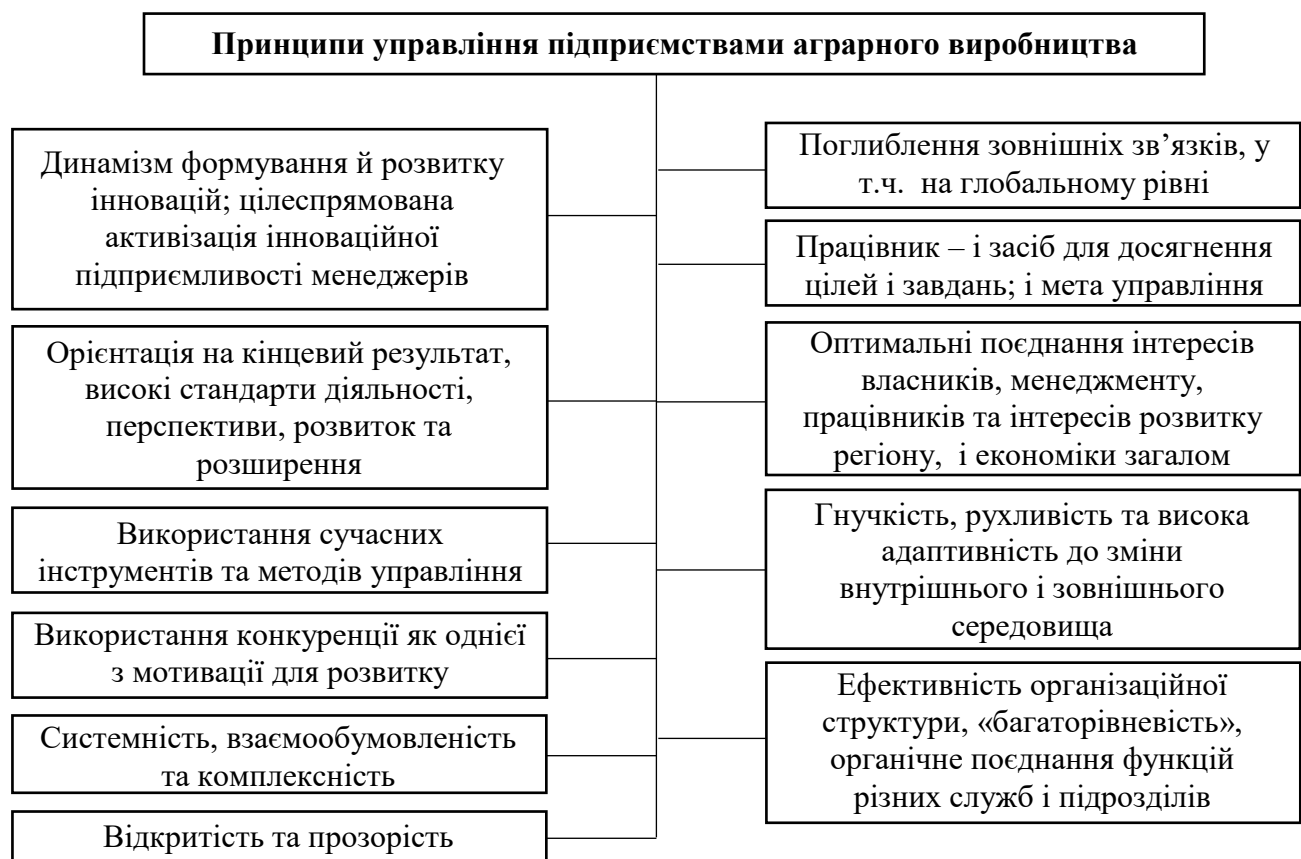 Принципи управління підприємствами аграрного виробництва
Динамізм формування й розвитку
інновацій; цілеспрямована
активізація інноваційної
підприємливості менеджерів
Орієнтація на кінцевий результат,
високі стандарти діяльності,
перспективи, розвиток та
розширення
Використання сучасних
інструментів та методів управління
Використання конкуренції як однієї
з мотивації для розвитку
Системність, взаємообумовленість
та комплексність
Відкритість та прозорість
Поглиблення зовнішніх зв’язків, у
т.ч. на глобальному рівні
Працівник – і засіб для досягнення
цілей і завдань; і мета управління
Оптимальні поєднання інтересів
власників, менеджменту,
працівників та інтересів розвитку
регіону, і економіки загалом
Гнучкість, рухливість та висока
адаптивність до зміни
внутрішнього і зовнішнього
середовища
Ефективність організаційної
структури, «багаторівневість»,
органічне поєднання функцій
різних служб і підрозділів